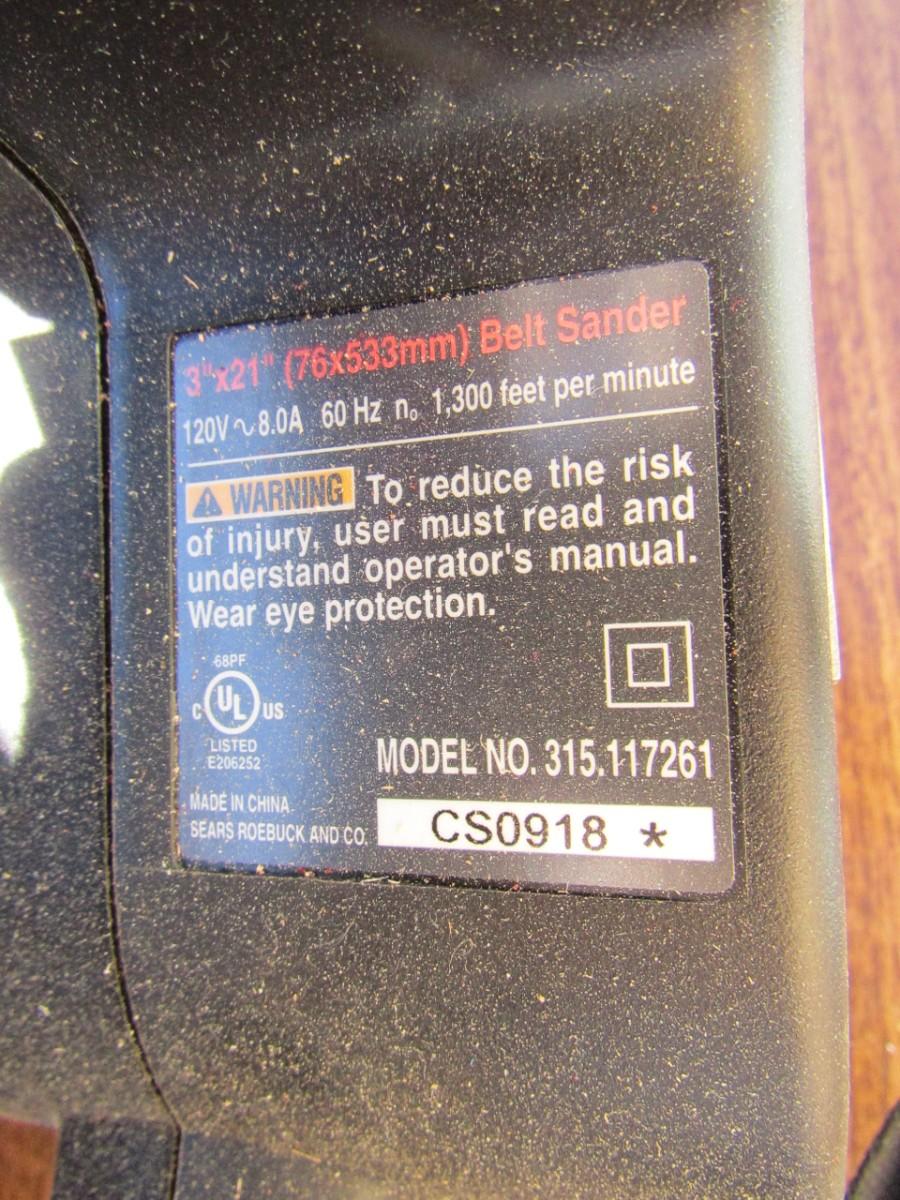 3"x21" (76x533mm) Belt Sander
120V ~ 8.0A 60 Hz n₀ 1,300 feet per minute
WARNING To reduce the risk
of injury, user must read and
understand operator's manual.
Wear eye protection.
68PF
C UL US
LISTED
E206252
MODEL NO. 315.117261
MADE IN CHINA
SEARS ROEBUCK AND CO.
CS0918 *